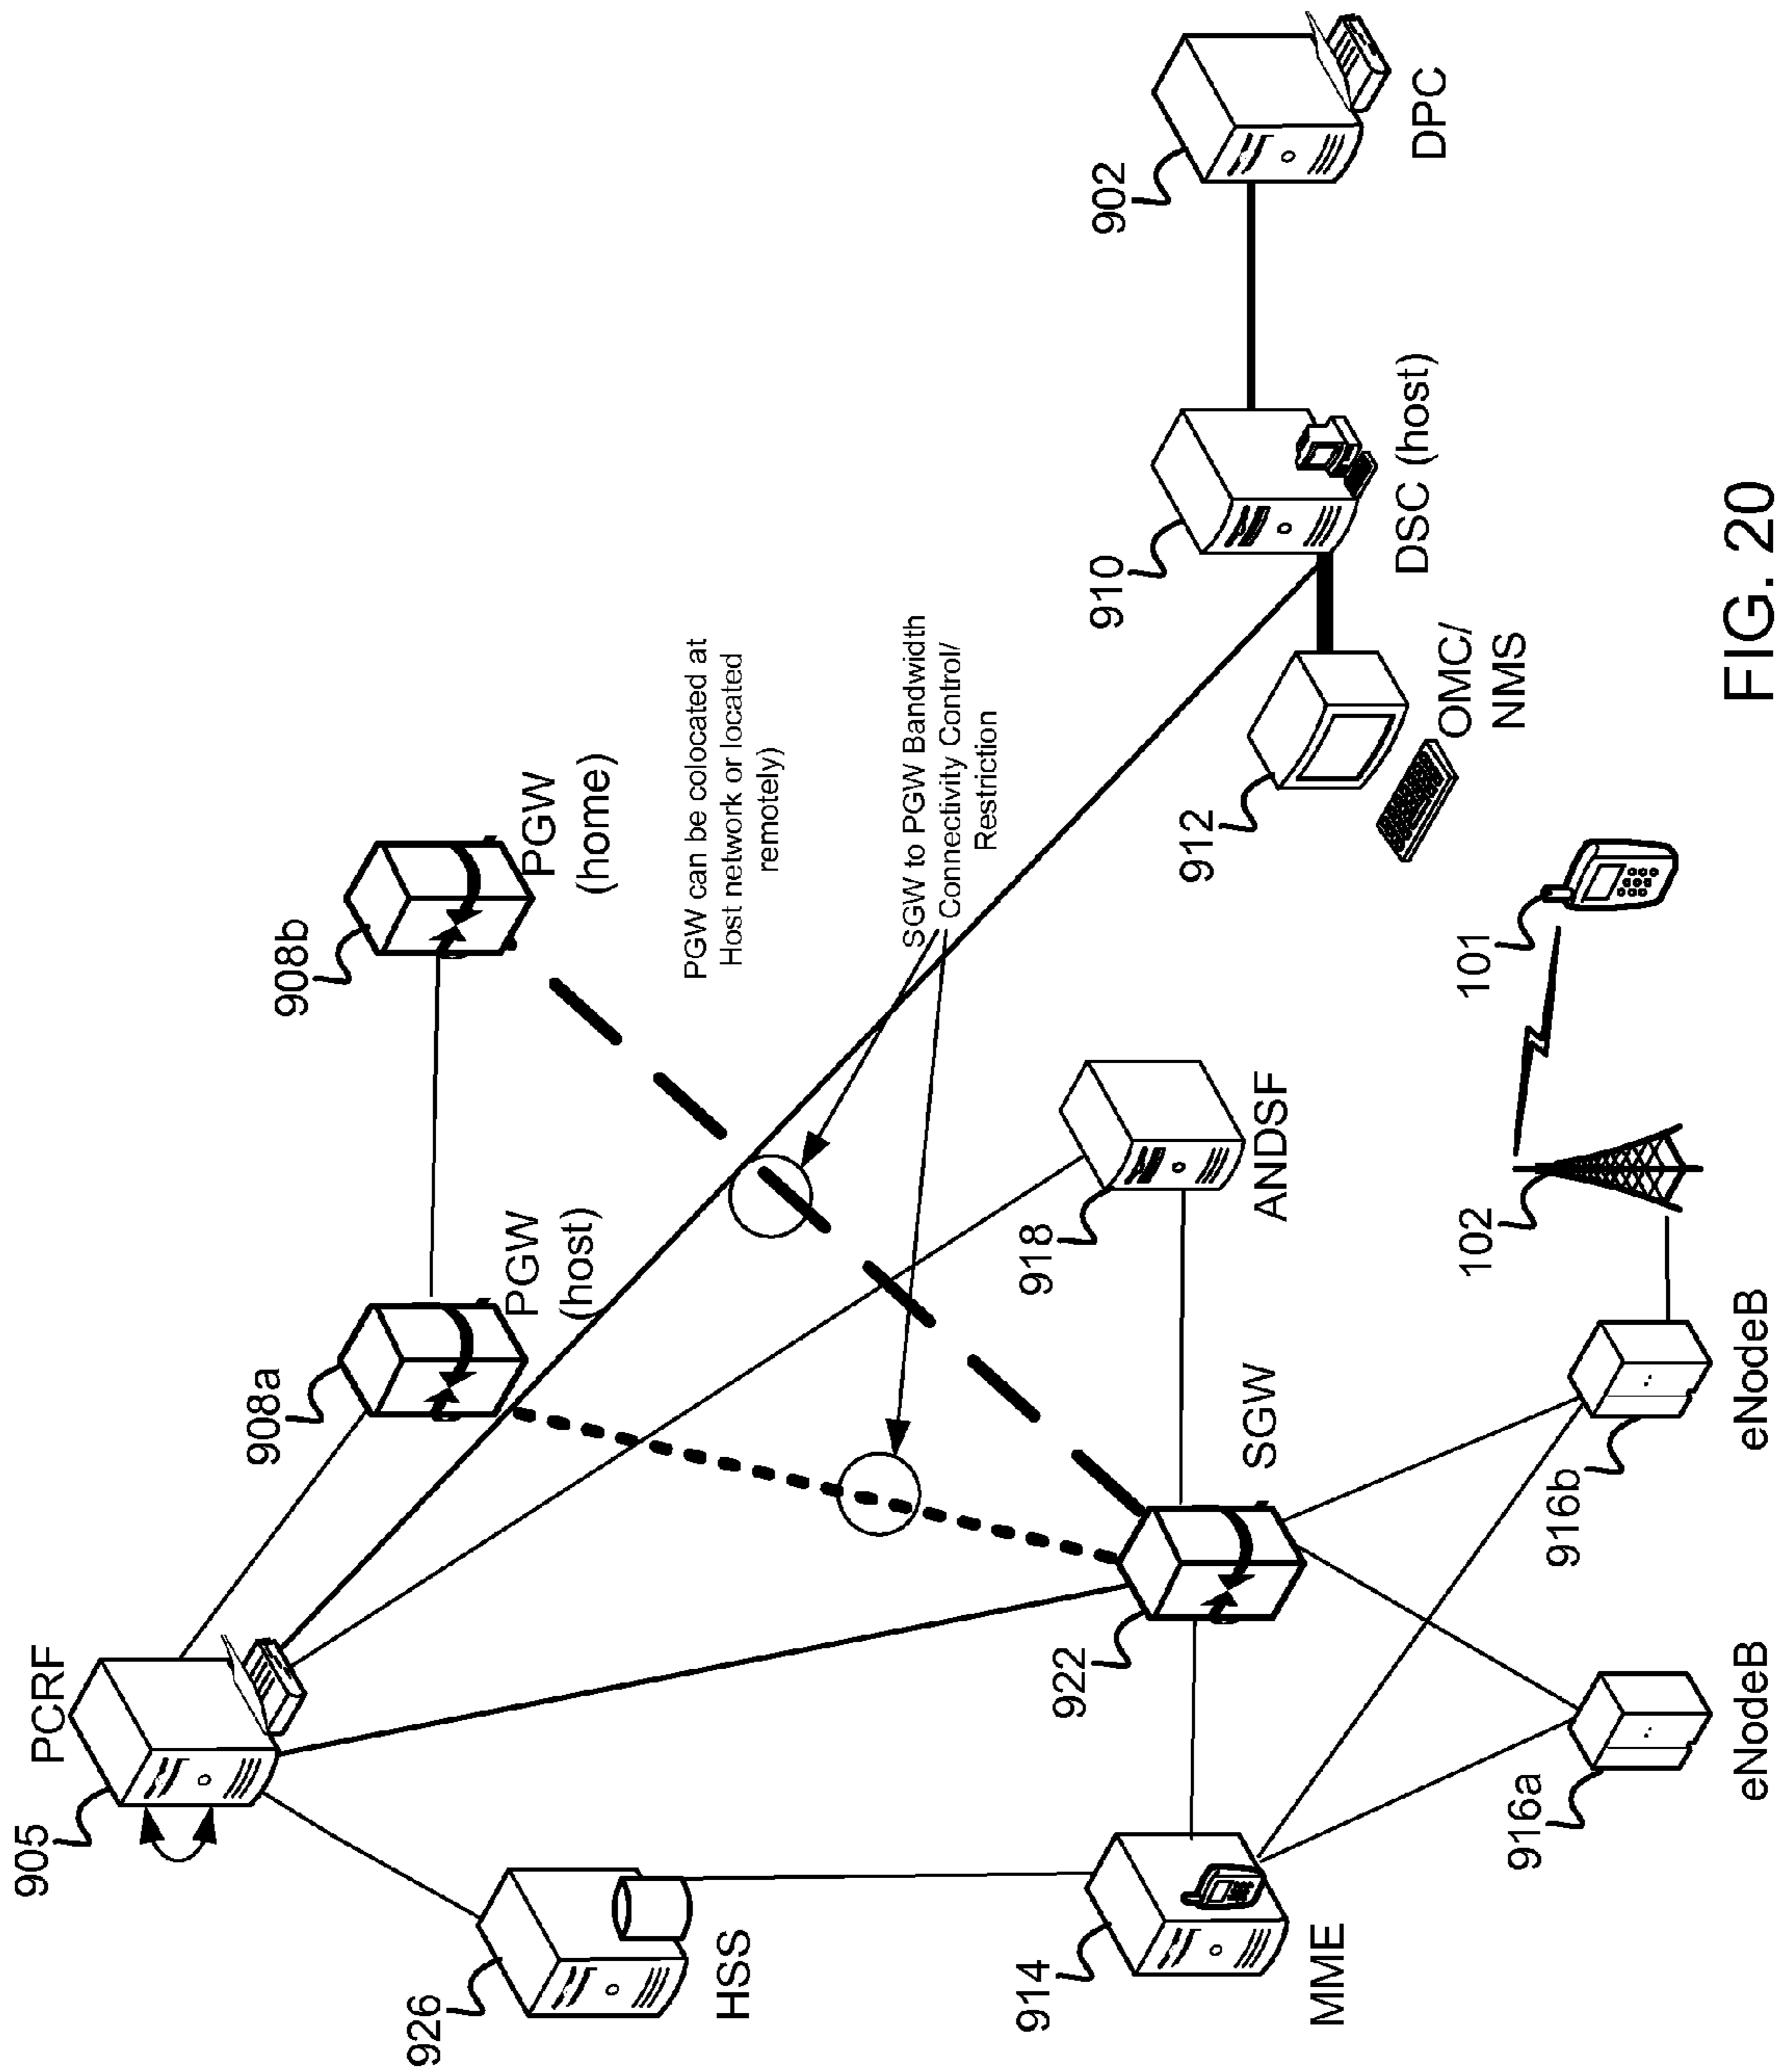 905
PCRF
908a
PGW
(host)
908b
PGW
(home)
926
HSS
PGW can be colocated at
Host network or located
remotely)
SGW to PGW Bandwidth
Connectivity Control/
Restriction
914
MME
922
SGW
918
ANDSF
912
OMC/
NMS
910
DSC (host)
902
DPC
916a
eNodeB
916b
eNodeB
102
101
FIG. 20